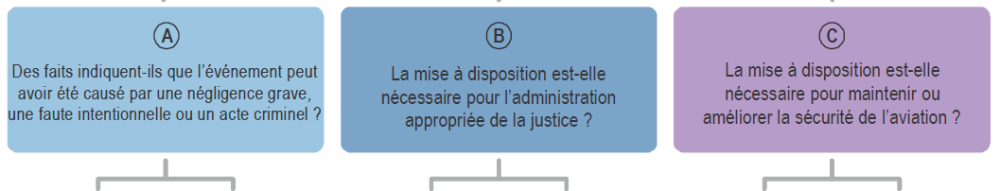 A
Des faits indiquent-ils que l’événement peut
avoir été causé par une négligence grave,
une faute intentionnelle ou un acte criminel ?
B
La mise à disposition est-elle
nécessaire pour l’administration
appropriée de la justice ?
C
La mise à disposition est-elle
nécessaire pour maintenir ou
améliorer la sécurité de l’aviation ?